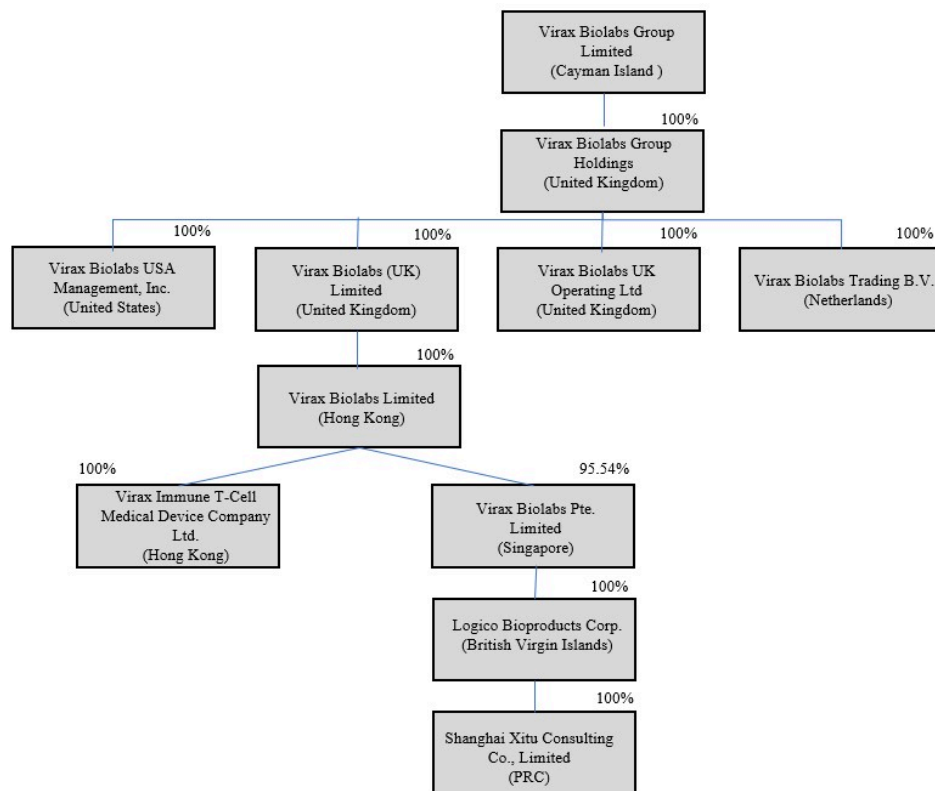 Virax Biolabs Group
Limited
(Cayman Island )
100%
Virax Biolabs Group
Holdings
(United Kingdom)
100%
100%
100%
100%
Virax Biolabs USA
Management, Inc.
(United States)
Virax Biolabs (UK)
Limited
(United Kingdom)
Virax Biolabs UK
Operating Ltd
(United Kingdom)
Virax Biolabs Trading B.V.
(Netherlands)
100%
Virax Biolabs Limited
(Hong Kong)
100%
95.54%
Virax Immune T-Cell
Medical Device Company
Ltd.
(Hong Kong)
Virax Biolabs Pte.
Limited
(Singapore)
100%
Logico Bioproducts Corp.
(British Virgin Islands)
100%
Shanghai Xitu Consulting
Co., Limited
(PRC)